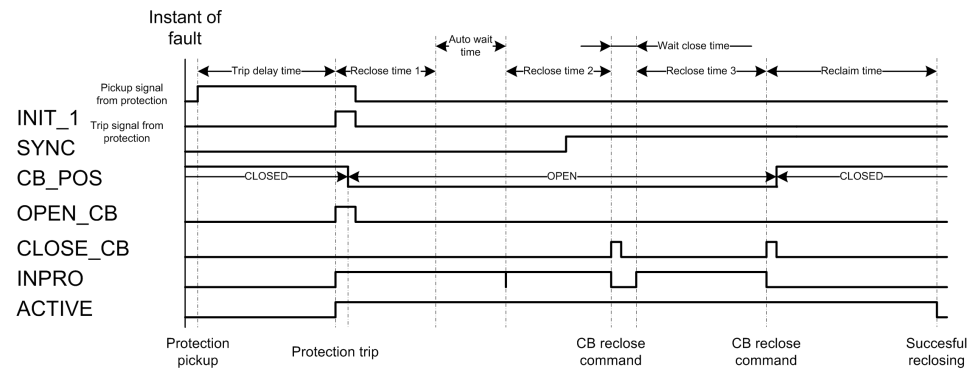 Instant of
fault
Auto wait
time
Wait close time
Trip delay time
Reclose time 1
Reclose time 2
Reclose time 3
Reclaim time
Pickup signal
from protection
INIT_1
Trip signal from
protection
SYNC
CB_POS
CLOSED
OPEN
CLOSED
OPEN_CB
CLOSE_CB
INPRO
ACTIVE
Protection
pickup
Protection trip
CB reclose
command
CB reclose
command
Succesful
reclosing